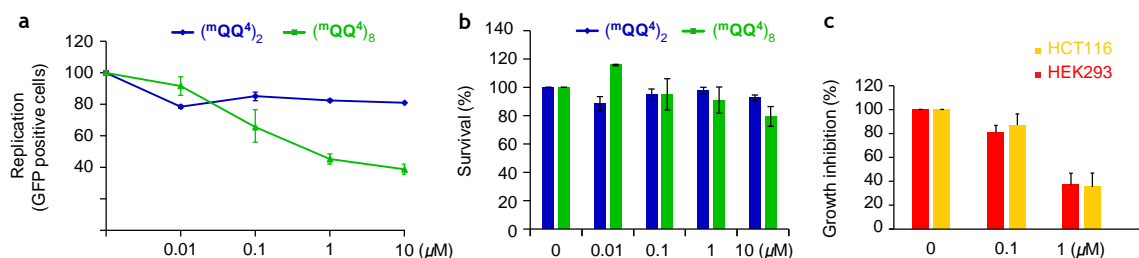 a
(ᵐQQ⁴)₂
(ᵐQQ⁴)₈
Replication
(GFP positive cells)
120
100
80
60
40
0.01
0.1
1
10 (µM)
b
(ᵐQQ⁴)₂
(ᵐQQ⁴)₈
Survival (%)
140
120
100
80
60
40
20
0
0
0.01
0.1
1
10 (µM)
c
HCT116
HEK293
Growth inhibition (%)
120
100
80
60
40
20
0
0
0.1
1 (µM)